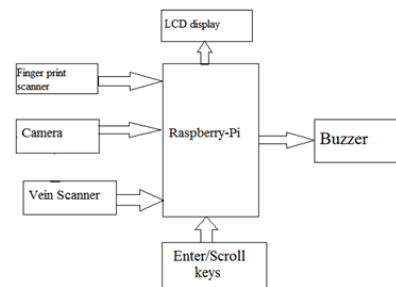 LCD display
Finger print
scanner
Camera
Raspberry-Pi
Buzzer
Vein Scanner
Enter/Scroll
keys